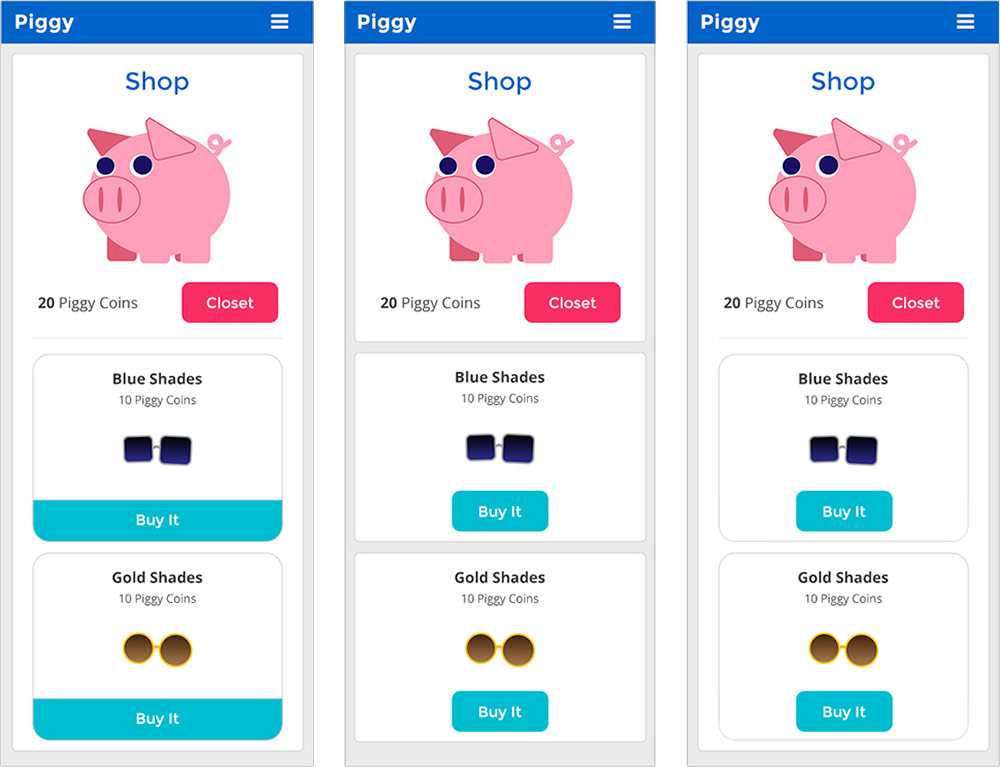 Piggy
Shop
20 Piggy Coins
Closet
Blue Shades
10 Piggy Coins
Buy It
Gold Shades
10 Piggy Coins
Buy It
Piggy
Shop
20 Piggy Coins
Closet
Blue Shades
10 Piggy Coins
Buy It
Gold Shades
10 Piggy Coins
Buy It
Piggy
Shop
20 Piggy Coins
Closet
Blue Shades
10 Piggy Coins
Buy It
Gold Shades
10 Piggy Coins
Buy It